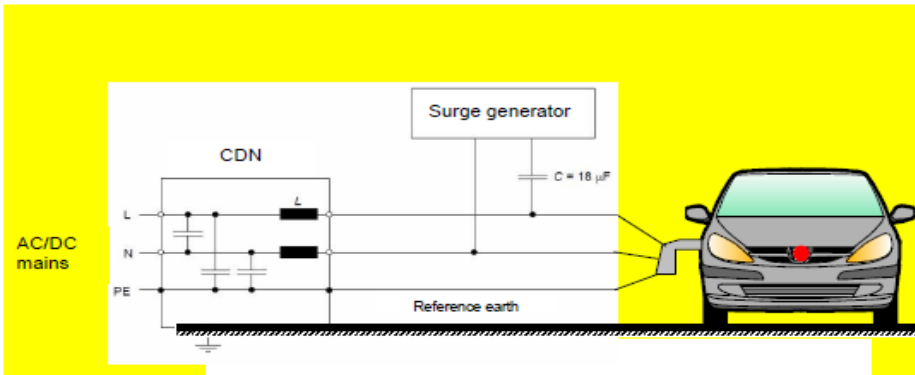 Surge generator
CDN
C = 18 µF
L
L
AC/DC
mains
N
PE
Reference earth